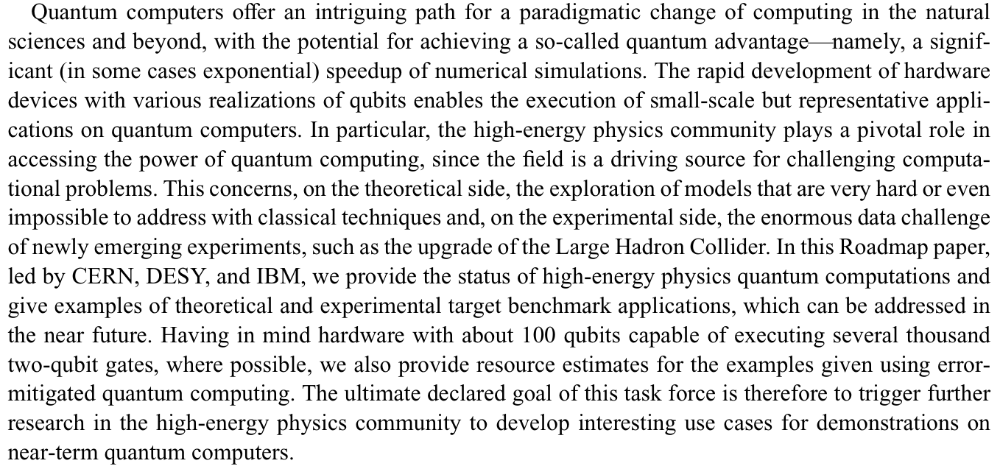 Quantum computers offer an intriguing path for a paradigmatic change of computing in the natural
sciences and beyond, with the potential for achieving a so-called quantum advantage—namely, a signif-
icant (in some cases exponential) speedup of numerical simulations. The rapid development of hardware
devices with various realizations of qubits enables the execution of small-scale but representative appli-
cations on quantum computers. In particular, the high-energy physics community plays a pivotal role in
accessing the power of quantum computing, since the field is a driving source for challenging computa-
tional problems. This concerns, on the theoretical side, the exploration of models that are very hard or even
impossible to address with classical techniques and, on the experimental side, the enormous data challenge
of newly emerging experiments, such as the upgrade of the Large Hadron Collider. In this Roadmap paper,
led by CERN, DESY, and IBM, we provide the status of high-energy physics quantum computations and
give examples of theoretical and experimental target benchmark applications, which can be addressed in
the near future. Having in mind hardware with about 100 qubits capable of executing several thousand
two-qubit gates, where possible, we also provide resource estimates for the examples given using error-
mitigated quantum computing. The ultimate declared goal of this task force is therefore to trigger further
research in the high-energy physics community to develop interesting use cases for demonstrations on
near-term quantum computers.